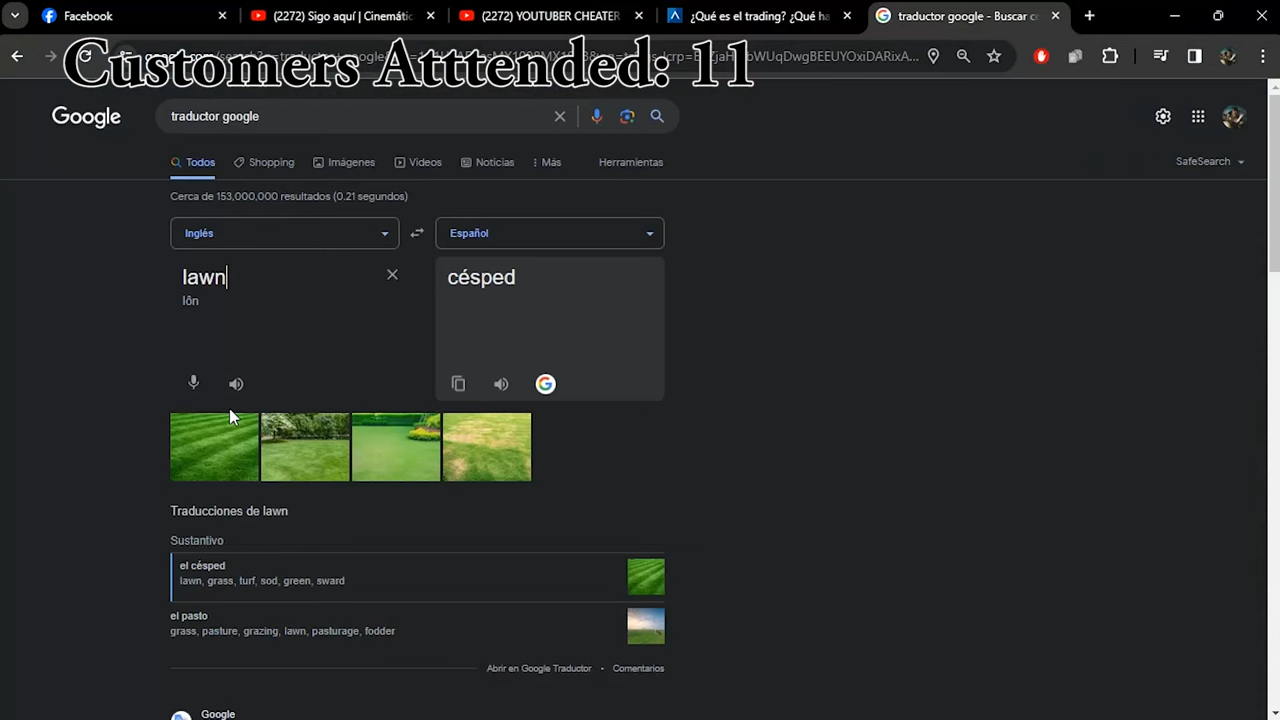 Facebook
(2272) Sigo aquí | Cinemátic
(2272) YOUTUBER CHEATER
¿Qué es el trading? ¿Qué ha
traductor google - Buscar c
Customers Atttended: 11
Google
traductor google
Todos
Shopping
Imágenes
Videos
Noticias
Más
Herramientas
SafeSearch
Cerca de 153,000,000 resultados (0.21 segundos)
Inglés
Español
lawn
césped
lôn
Traducciones de lawn
Sustantivo
el césped
lawn, grass, turf, sod, green, sward
el pasto
grass, pasture, grazing, lawn, pasturage, fodder
Abrir en Google Traductor • Comentarios
Google